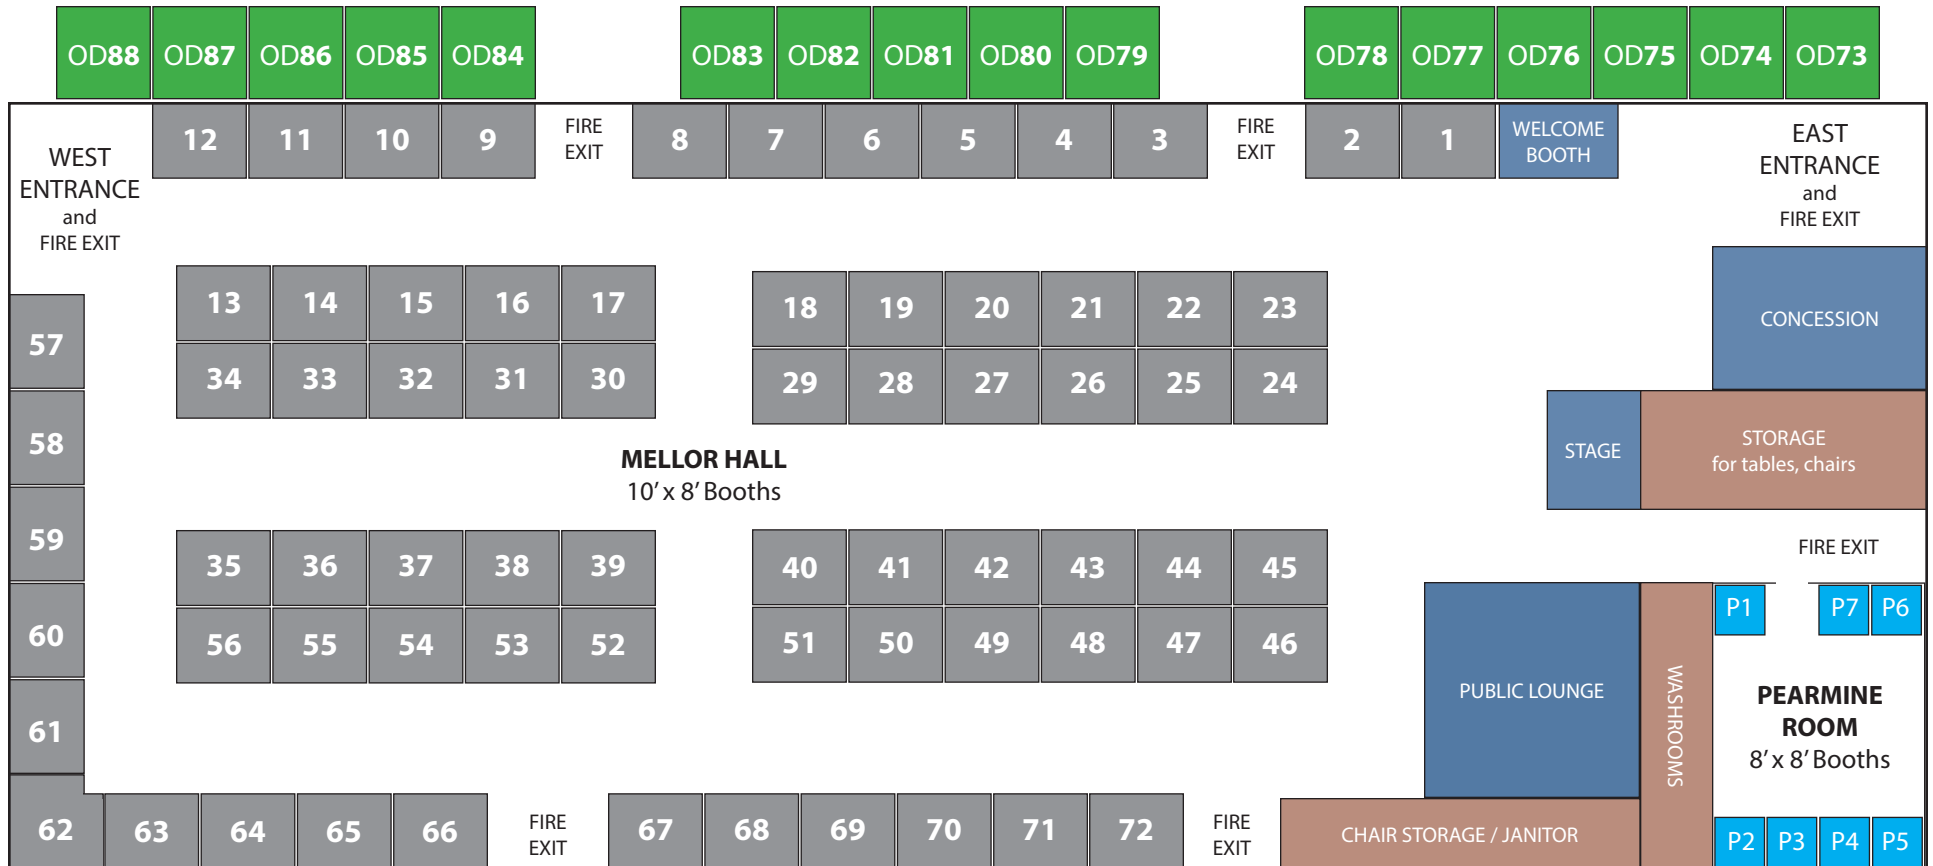 OD88 OD87 OD86 OD85 OD84 OD83 OD82 OD81 OD80 OD79 OD78 OD77 OD76 OD75 OD74 OD73
12 11 10 9
FIRE
EXIT
8 7 6 5 4 3
FIRE
EXIT
2 1
WELCOME
BOOTH
WEST
ENTRANCE
and
FIRE EXIT
EAST
ENTRANCE
and
FIRE EXIT
13 14 15 16 17 18 19 20 21 22 23
34 33 32 31 30 29 28 27 26 25 24
CONCESSION
57
58
59
60
61
MELLOR HALL
10' x 8' Booths
STAGE
STORAGE
for tables, chairs
FIRE EXIT
35 36 37 38 39 40 41 42 43 44 45
56 55 54 53 52 51 50 49 48 47 46
P1 P7 P6
PUBLIC LOUNGE
WASHROOMS
PEARMINE
ROOM
8' x 8' Booths
62 63 64 65 66
FIRE
EXIT
67 68 69 70 71 72
FIRE
EXIT
CHAIR STORAGE / JANITOR
P2 P3 P4 P5